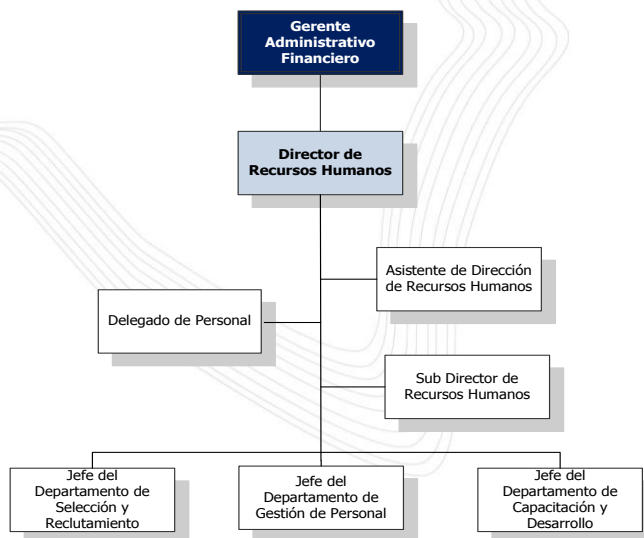 Gerente
Administrativo
Financiero
Director de
Recursos Humanos
Asistente de Dirección
de Recursos Humanos
Delegado de Personal
Sub Director de
Recursos Humanos
Jefe del
Departamento de
Selección y
Reclutamiento
Jefe del
Departamento de
Gestión de Personal
Jefe del
Departamento de
Capacitación y
Desarrollo